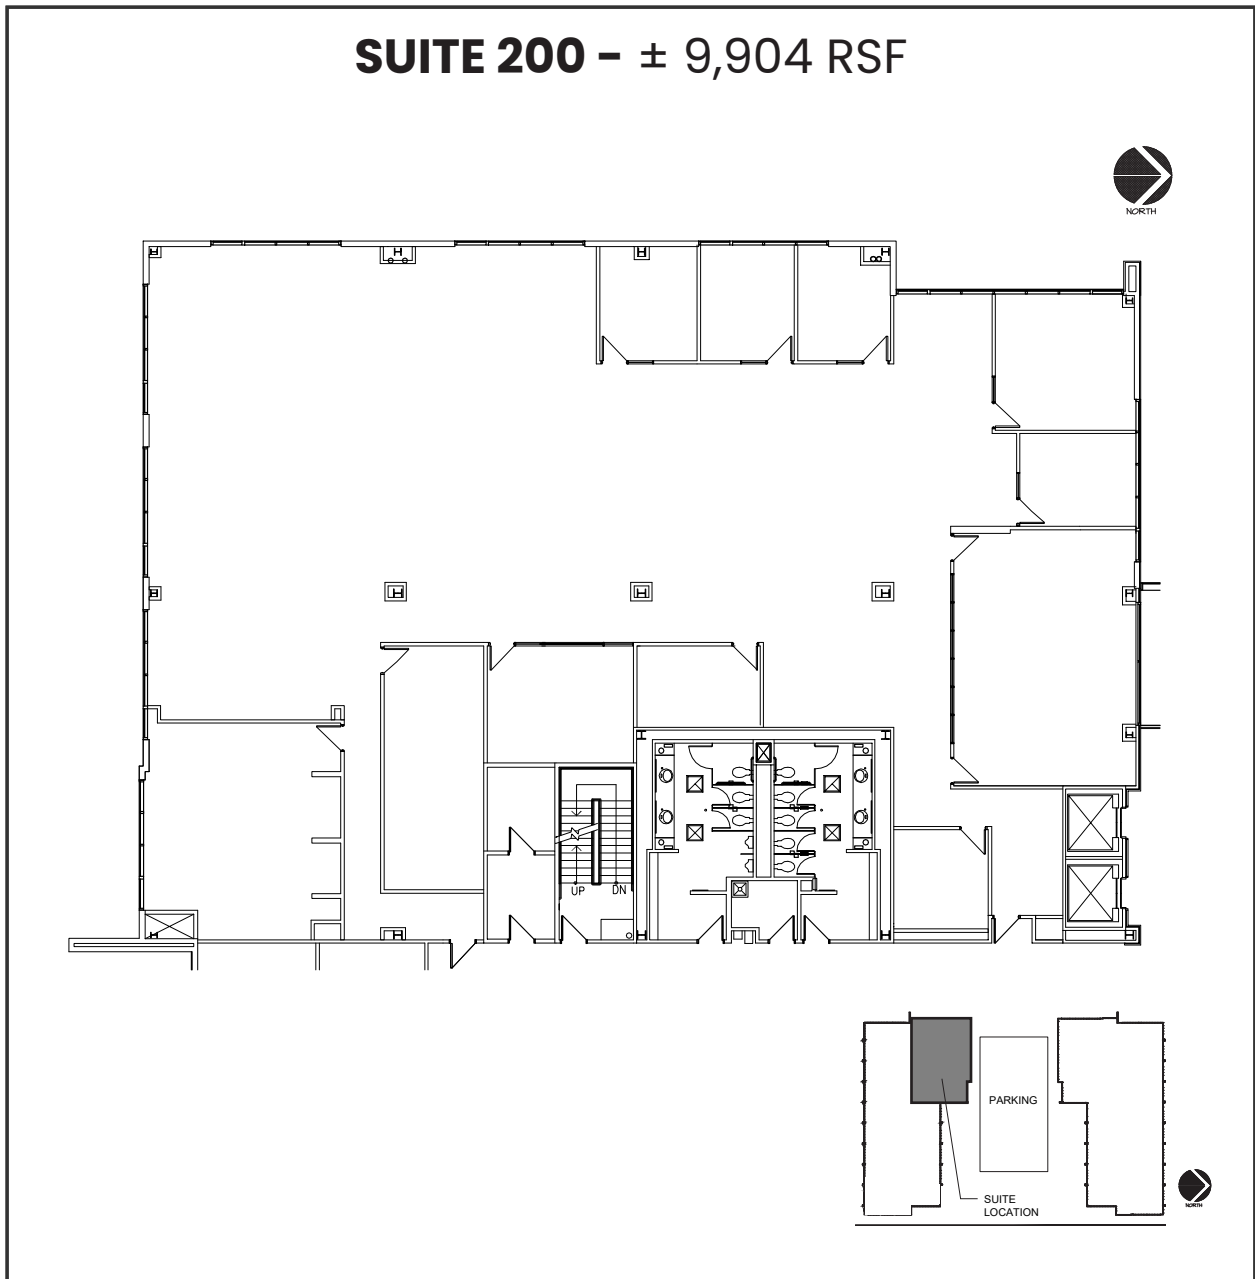 SUITE 200 - ± 9,904 RSF
NORTH
UP
DN
PARKING
SUITE
LOCATION
NORTH